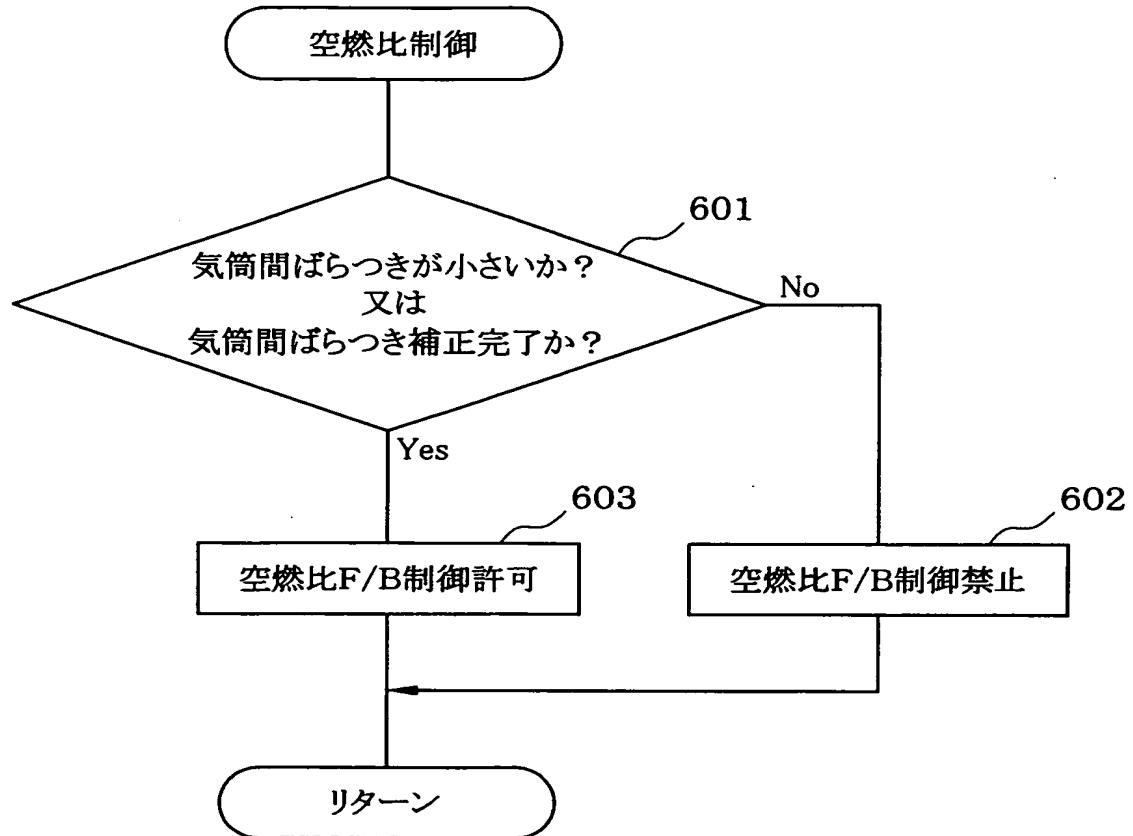 空燃比制御
601
気筒間ばらつきが小さいか？
又は
気筒間ばらつき補正完了か？
No
Yes
603
602
空燃比F/B制御許可
空燃比F/B制御禁止
リターン